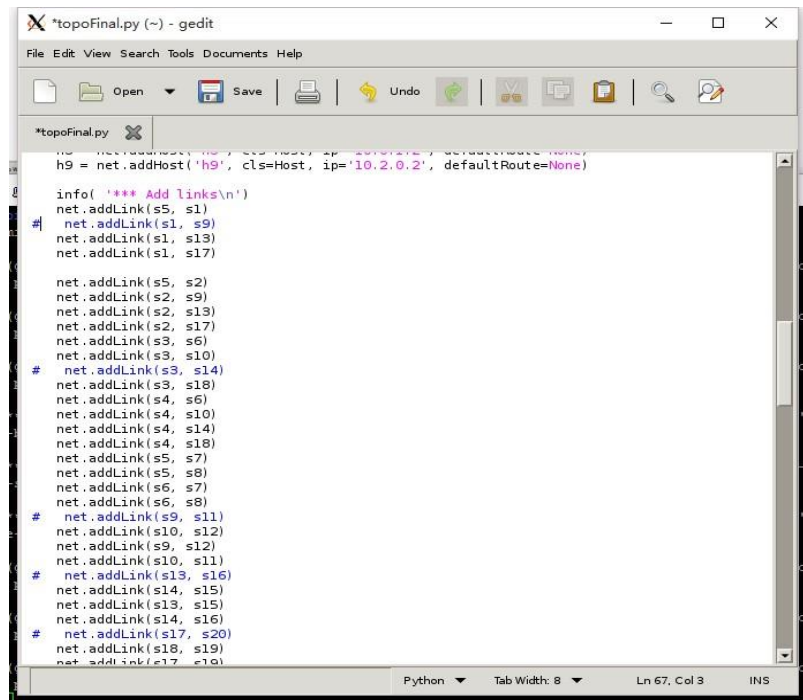 *topoFinal.py (~) - gedit
File Edit View Search Tools Documents Help
Open Save Undo
*topoFinal.py
h9 = net.addHost('h9', cls=Host, ip='10.2.0.2', defaultRoute=None)
info( '*** Add links\n')
net.addLink(s5, s1)
# net.addLink(s1, s9)
net.addLink(s1, s13)
net.addLink(s1, s17)
net.addLink(s5, s2)
net.addLink(s2, s9)
net.addLink(s2, s13)
net.addLink(s2, s17)
net.addLink(s3, s6)
net.addLink(s3, s10)
# net.addLink(s3, s14)
net.addLink(s3, s18)
net.addLink(s4, s6)
net.addLink(s4, s10)
net.addLink(s4, s14)
net.addLink(s4, s18)
net.addLink(s5, s7)
net.addLink(s5, s8)
net.addLink(s6, s7)
net.addLink(s6, s8)
# net.addLink(s9, s11)
net.addLink(s10, s12)
net.addLink(s9, s12)
net.addLink(s10, s11)
# net.addLink(s13, s16)
net.addLink(s14, s15)
net.addLink(s13, s15)
net.addLink(s14, s16)
# net.addLink(s17, s20)
net.addLink(s18, s19)
net.addLink(s17, s19)
Python Tab Width: 8 Ln 67, Col 3 INS